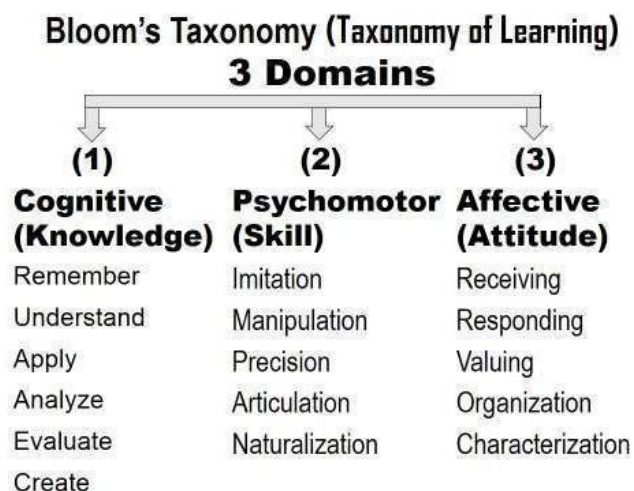 Bloom's Taxonomy (Taxonomy of Learning)
3 Domains
(1)
Cognitive
(Knowledge)
Remember
Understand
Apply
Analyze
Evaluate
Create
(2)
Psychomotor
(Skill)
Imitation
Manipulation
Precision
Articulation
Naturalization
(3)
Affective
(Attitude)
Receiving
Responding
Valuing
Organization
Characterization